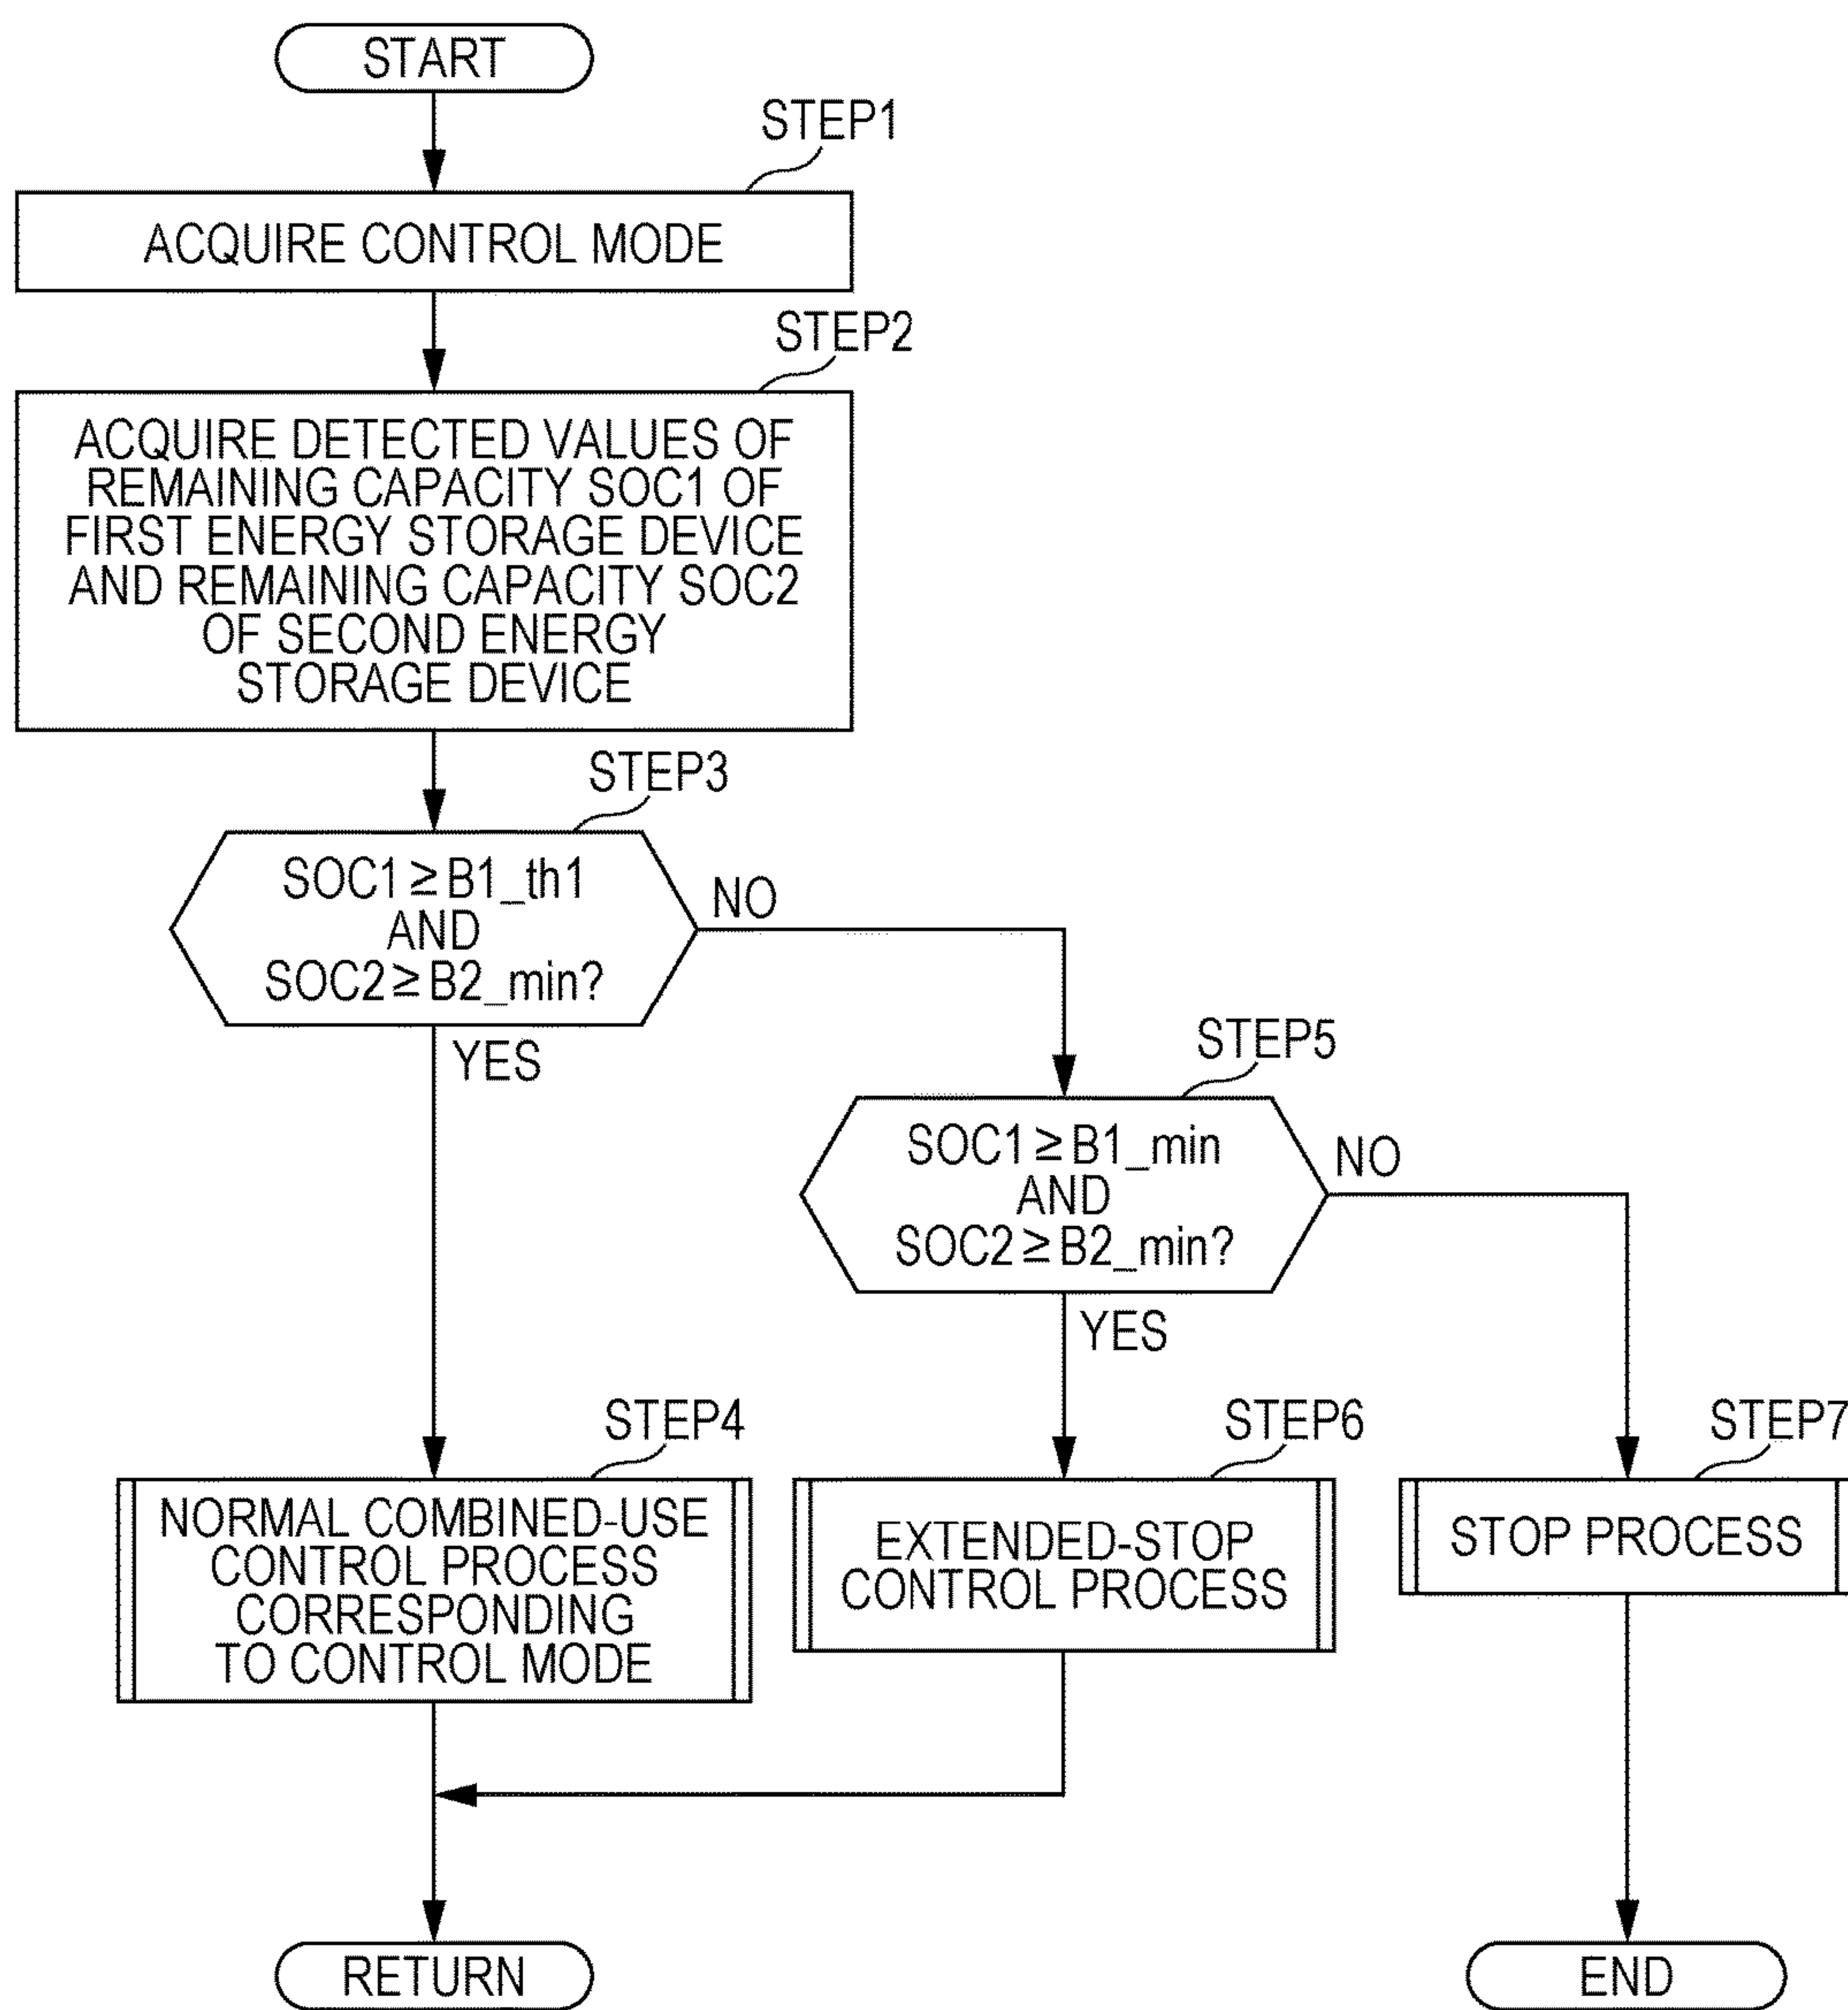 START
STEP1
ACQUIRE CONTROL MODE
STEP2
ACQUIRE DETECTED VALUES OF
REMAINING CAPACITY SOC1 OF
FIRST ENERGY STORAGE DEVICE
AND REMAINING CAPACITY SOC2
OF SECOND ENERGY
STORAGE DEVICE
STEP3
SOC1 ≥ B1_th1
AND
SOC2 ≥ B2_min?
NO
YES
STEP5
SOC1 ≥ B1_min
AND
SOC2 ≥ B2_min?
NO
YES
STEP4
NORMAL COMBINED-USE
CONTROL PROCESS
CORRESPONDING
TO CONTROL MODE
STEP6
EXTENDED-STOP
CONTROL PROCESS
STEP7
STOP PROCESS
RETURN
END